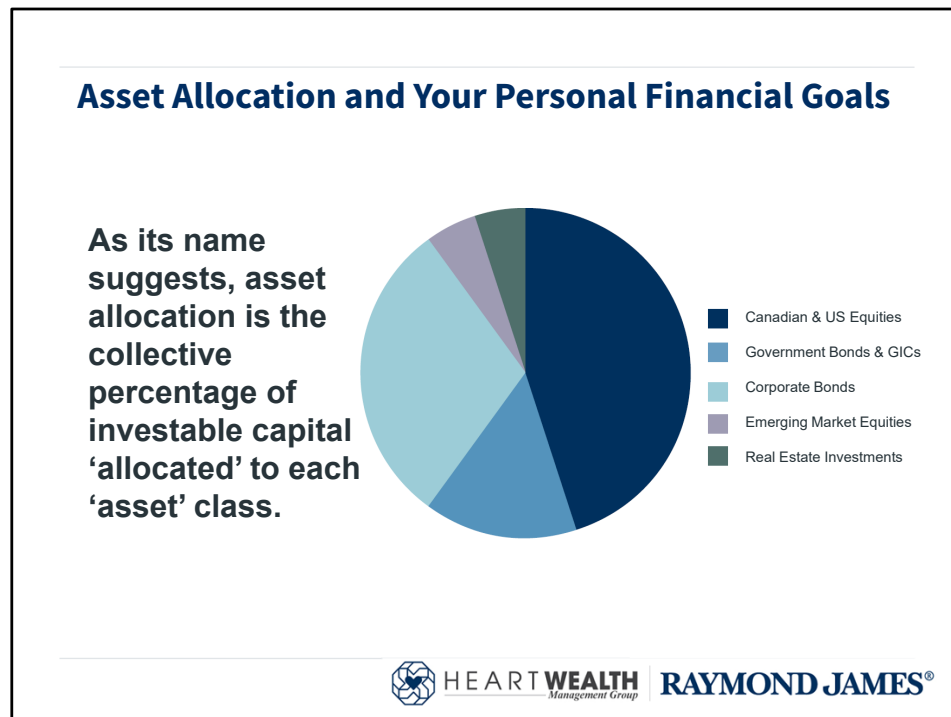 Asset Allocation and Your Personal Financial Goals
As its name
suggests, asset
allocation is the
collective
percentage of
investable capital
‘allocated’ to each
‘asset’ class.
Canadian & US Equities
Government Bonds & GICs
Corporate Bonds
Emerging Market Equities
Real Estate Investments
HEARTWEALTH
Management Group
RAYMOND JAMES®